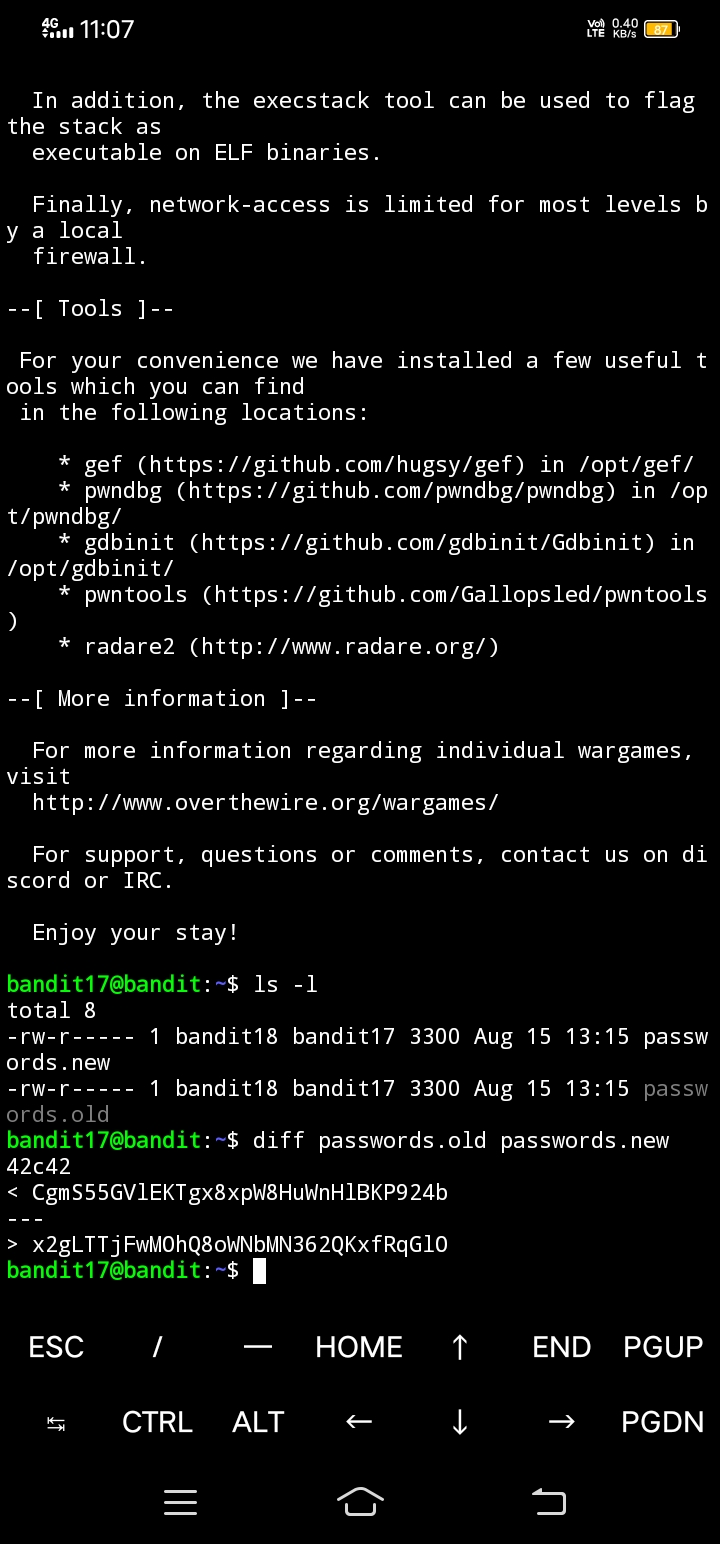 4G 11:07 Vo) LTE 0.40 KB/s 87
In addition, the execstack tool can be used to flag
the stack as
executable on ELF binaries.
Finally, network-access is limited for most levels b
y a local
firewall.
--[ Tools ]--
For your convenience we have installed a few useful t
ools which you can find
in the following locations:
* gef (https://github.com/hugsy/gef) in /opt/gef/
* pwndbg (https://github.com/pwndbg/pwndbg) in /op
t/pwndbg/
* gdbinit (https://github.com/gdbinit/Gdbinit) in
/opt/gdbinit/
* pwntools (https://github.com/Gallopsled/pwntools
)
* radare2 (http://www.radare.org/)
--[ More information ]--
For more information regarding individual wargames,
visit
http://www.overthewire.org/wargames/
For support, questions or comments, contact us on di
scord or IRC.
Enjoy your stay!
bandit17@bandit:~$ ls -l
total 8
-rw-r----- 1 bandit18 bandit17 3300 Aug 15 13:15 passw
ords.new
-rw-r----- 1 bandit18 bandit17 3300 Aug 15 13:15 passw
ords.old
bandit17@bandit:~$ diff passwords.old passwords.new
42c42
< CgmS55GVlEKTgx8xpW8HuWnHlBKP924b
---
> x2gLTTjFwMOhQ8oWNbMN362QKxfRqGlO
bandit17@bandit:~$
ESC / — HOME ↑ END PGUP
↹ CTRL ALT ← ↓ → PGDN